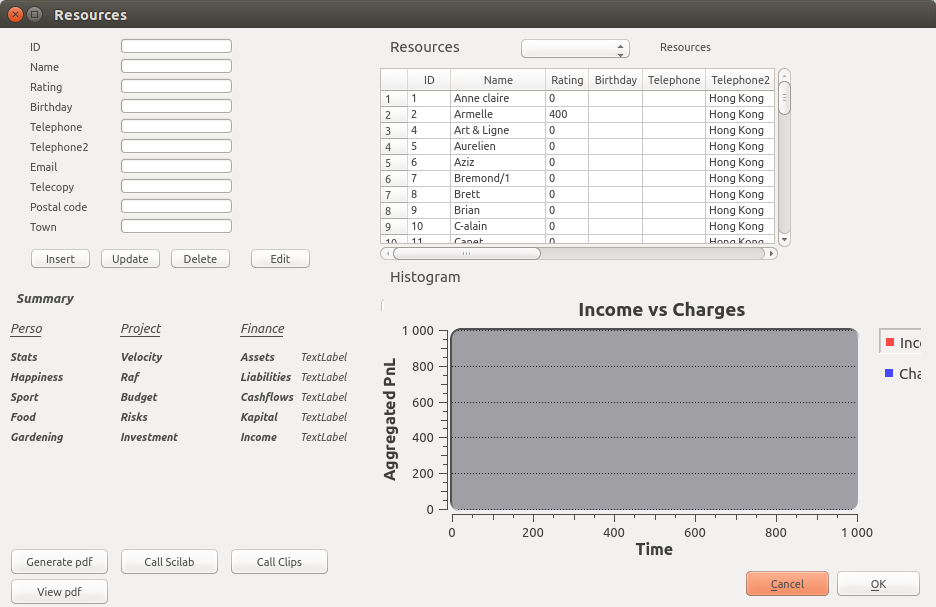 Resources
ID
Name
Rating
Birthday
Telephone
Telephone2
Email
Telecopy
Postal code
Town
Insert Update Delete Edit
Resources Resources
ID Name Rating Birthday Telephone Telephone2
1 1 Anne claire 0 Hong Kong
2 2 Armelle 400 Hong Kong
3 4 Art & Ligne 0 Hong Kong
4 5 Aurelien 0 Hong Kong
5 6 Aziz 0 Hong Kong
6 7 Bremond/1 0 Hong Kong
7 8 Brett 0 Hong Kong
8 9 Brian 0 Hong Kong
9 10 C-alain 0 Hong Kong
10 11 Canet 0 Hong Kong
Summary
Perso Project Finance
Stats Velocity Assets TextLabel
Happiness Raf Liabilities TextLabel
Sport Budget Cashflows TextLabel
Food Risks Kapital TextLabel
Gardening Investment Income TextLabel
Histogram
Income vs Charges
Aggregated PnL
1 000
800
600
400
200
0
0 200 400 600 800 1 000
Time
Inc
Cha
Generate pdf Call Scilab Call Clips
View pdf
Cancel OK